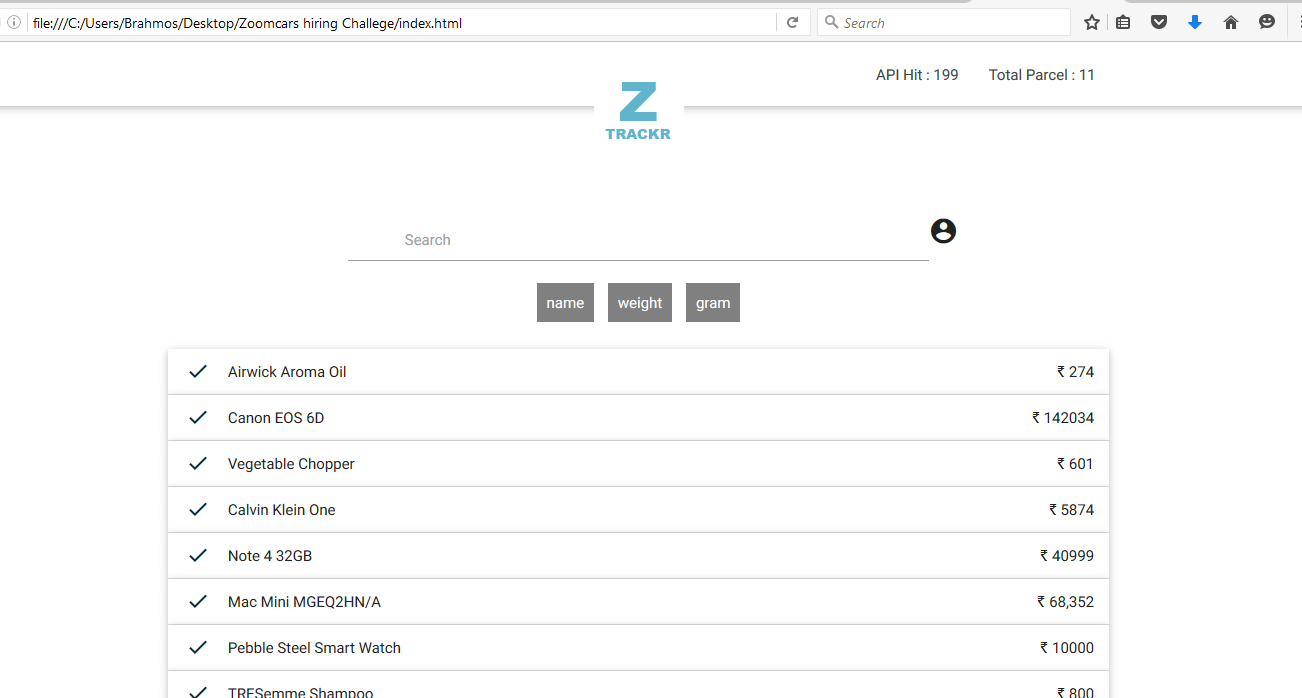 file:///C:/Users/Brahmos/Desktop/Zoomcars hiring Challege/index.html
Search
API Hit : 199 Total Parcel : 11
Z
TRACKR
Search
name weight gram
Airwick Aroma Oil ₹ 274
Canon EOS 6D ₹ 142034
Vegetable Chopper ₹ 601
Calvin Klein One ₹ 5874
Note 4 32GB ₹ 40999
Mac Mini MGEQ2HN/A ₹ 68,352
Pebble Steel Smart Watch ₹ 10000
TRESemme Shampoo ₹ 800